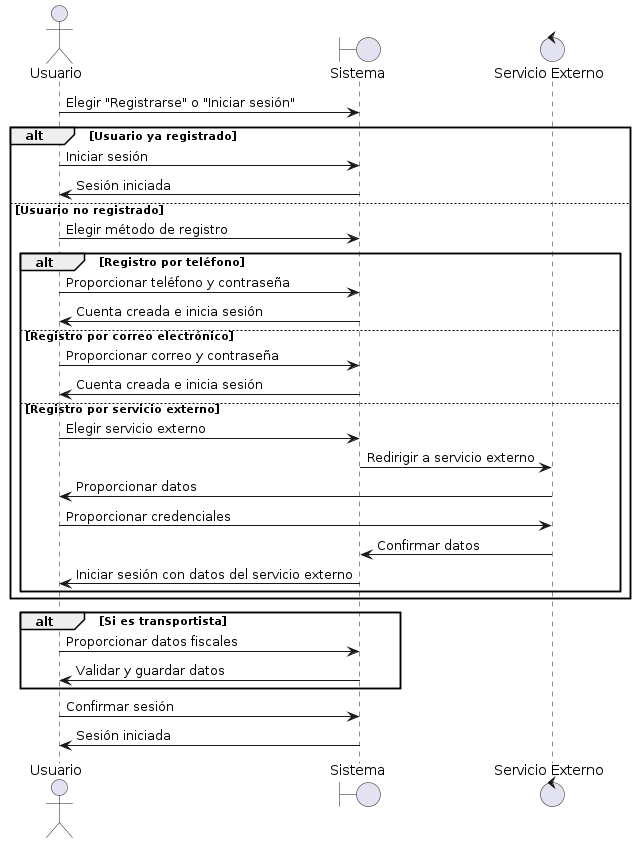 Usuario
Sistema
Servicio Externo
Elegir "Registrarse" o "Iniciar sesión"
alt [Usuario ya registrado]
Iniciar sesión
Sesión iniciada
[Usuario no registrado]
Elegir método de registro
alt [Registro por teléfono]
Proporcionar teléfono y contraseña
Cuenta creada e inicia sesión
[Registro por correo electrónico]
Proporcionar correo y contraseña
Cuenta creada e inicia sesión
[Registro por servicio externo]
Elegir servicio externo
Redirigir a servicio externo
Proporcionar datos
Proporcionar credenciales
Confirmar datos
Iniciar sesión con datos del servicio externo
alt [Si es transportista]
Proporcionar datos fiscales
Validar y guardar datos
Confirmar sesión
Sesión iniciada
Usuario
Sistema
Servicio Externo